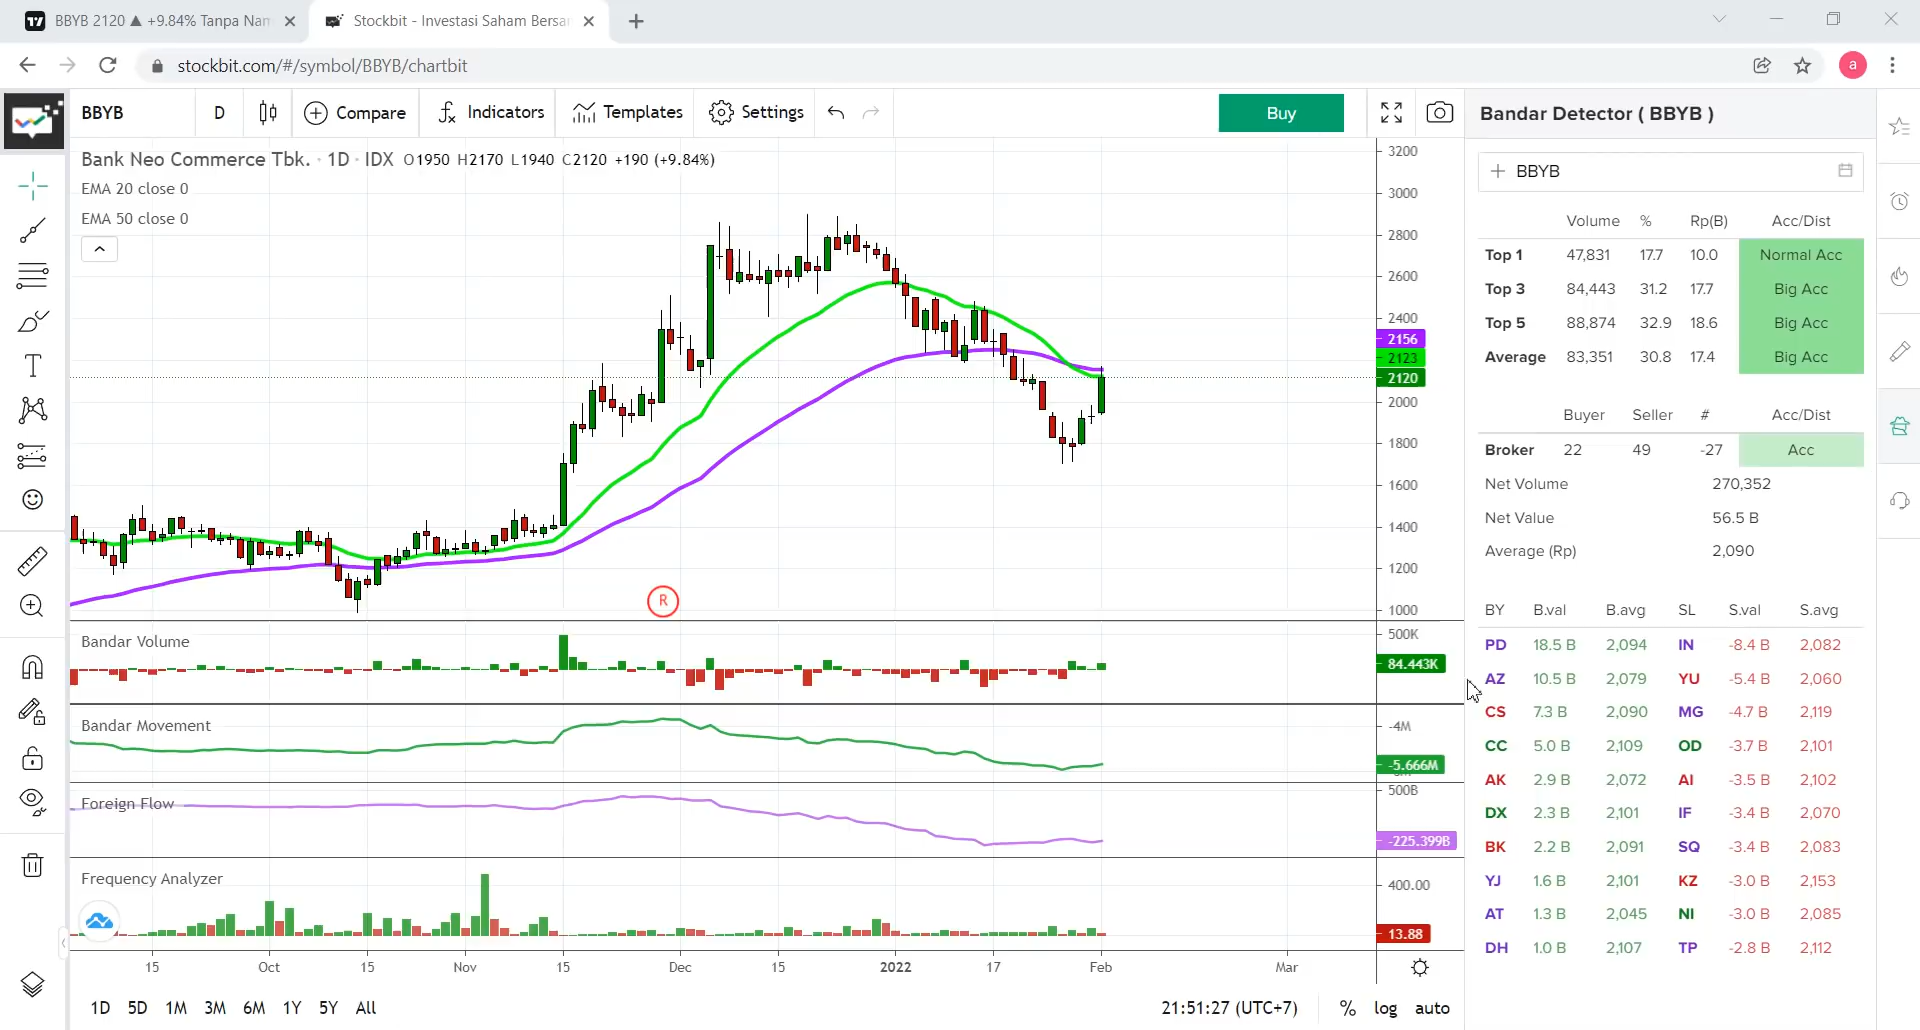 BBYB 2120 ▲ +9.84% Tanpa Nam
Stockbit - Investasi Saham Bersa
stockbit.com/#/symbol/BBYB/chartbit
a
BBYB D Compare Indicators Templates Settings Buy
Bank Neo Commerce Tbk. · 1D · IDX O1950 H2170 L1940 C2120 +190 (+9.84%)
EMA 20 close 0
EMA 50 close 0
3200
3000
2800
2600
2400
2156
2123
2120
2000
1800
1600
1400
1200
1000
R
Bandar Volume
500K
84.443K
Bandar Movement
-4M
-5.666M
Foreign Flow
500B
-225.399B
Frequency Analyzer
400.00
13.88
15 Oct 15 Nov 15 Dec 15 2022 17 Feb Mar
1D 5D 1M 3M 6M 1Y 5Y All
21:51:27 (UTC+7) % log auto
Bandar Detector ( BBYB )
BBYB
Volume % Rp(B) Acc/Dist
Top 1 47,831 17.7 10.0 Normal Acc
Top 3 84,443 31.2 17.7 Big Acc
Top 5 88,874 32.9 18.6 Big Acc
Average 83,351 30.8 17.4 Big Acc
Buyer Seller # Acc/Dist
Broker 22 49 -27 Acc
Net Volume 270,352
Net Value 56.5 B
Average (Rp) 2,090
BY B.val B.avg SL S.val S.avg
PD 18.5 B 2,094 IN -8.4 B 2,082
AZ 10.5 B 2,079 YU -5.4 B 2,060
CS 7.3 B 2,090 MG -4.7 B 2,119
CC 5.0 B 2,109 OD -3.7 B 2,101
AK 2.9 B 2,072 AI -3.5 B 2,102
DX 2.3 B 2,101 IF -3.4 B 2,070
BK 2.2 B 2,091 SQ -3.4 B 2,083
YJ 1.6 B 2,101 KZ -3.0 B 2,153
AT 1.3 B 2,045 NI -3.0 B 2,085
DH 1.0 B 2,107 TP -2.8 B 2,112